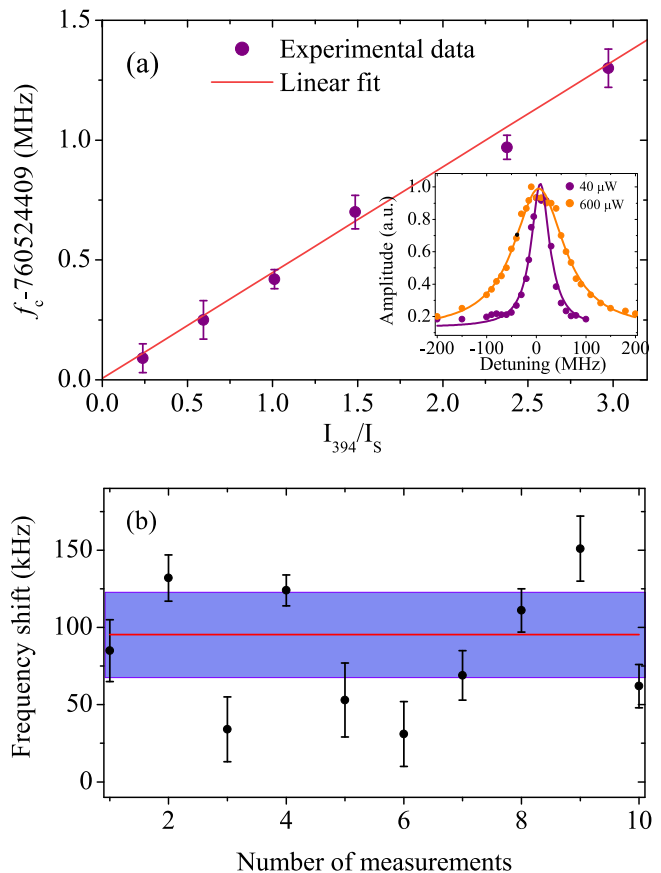 (a)
Experimental data
Linear fit
f_c-760524409 (MHz)
1.5
1.0
0.5
0.0
0.0 0.5 1.0 1.5 2.0 2.5 3.0
I_394/I_S
40 μW
600 μW
Amplitude (a.u.)
1.0
0.8
0.6
0.4
0.2
-200 -100 0 100 200
Detuning (MHz)
(b)
Frequency shift (kHz)
150
100
50
0
2 4 6 8 10
Number of measurements